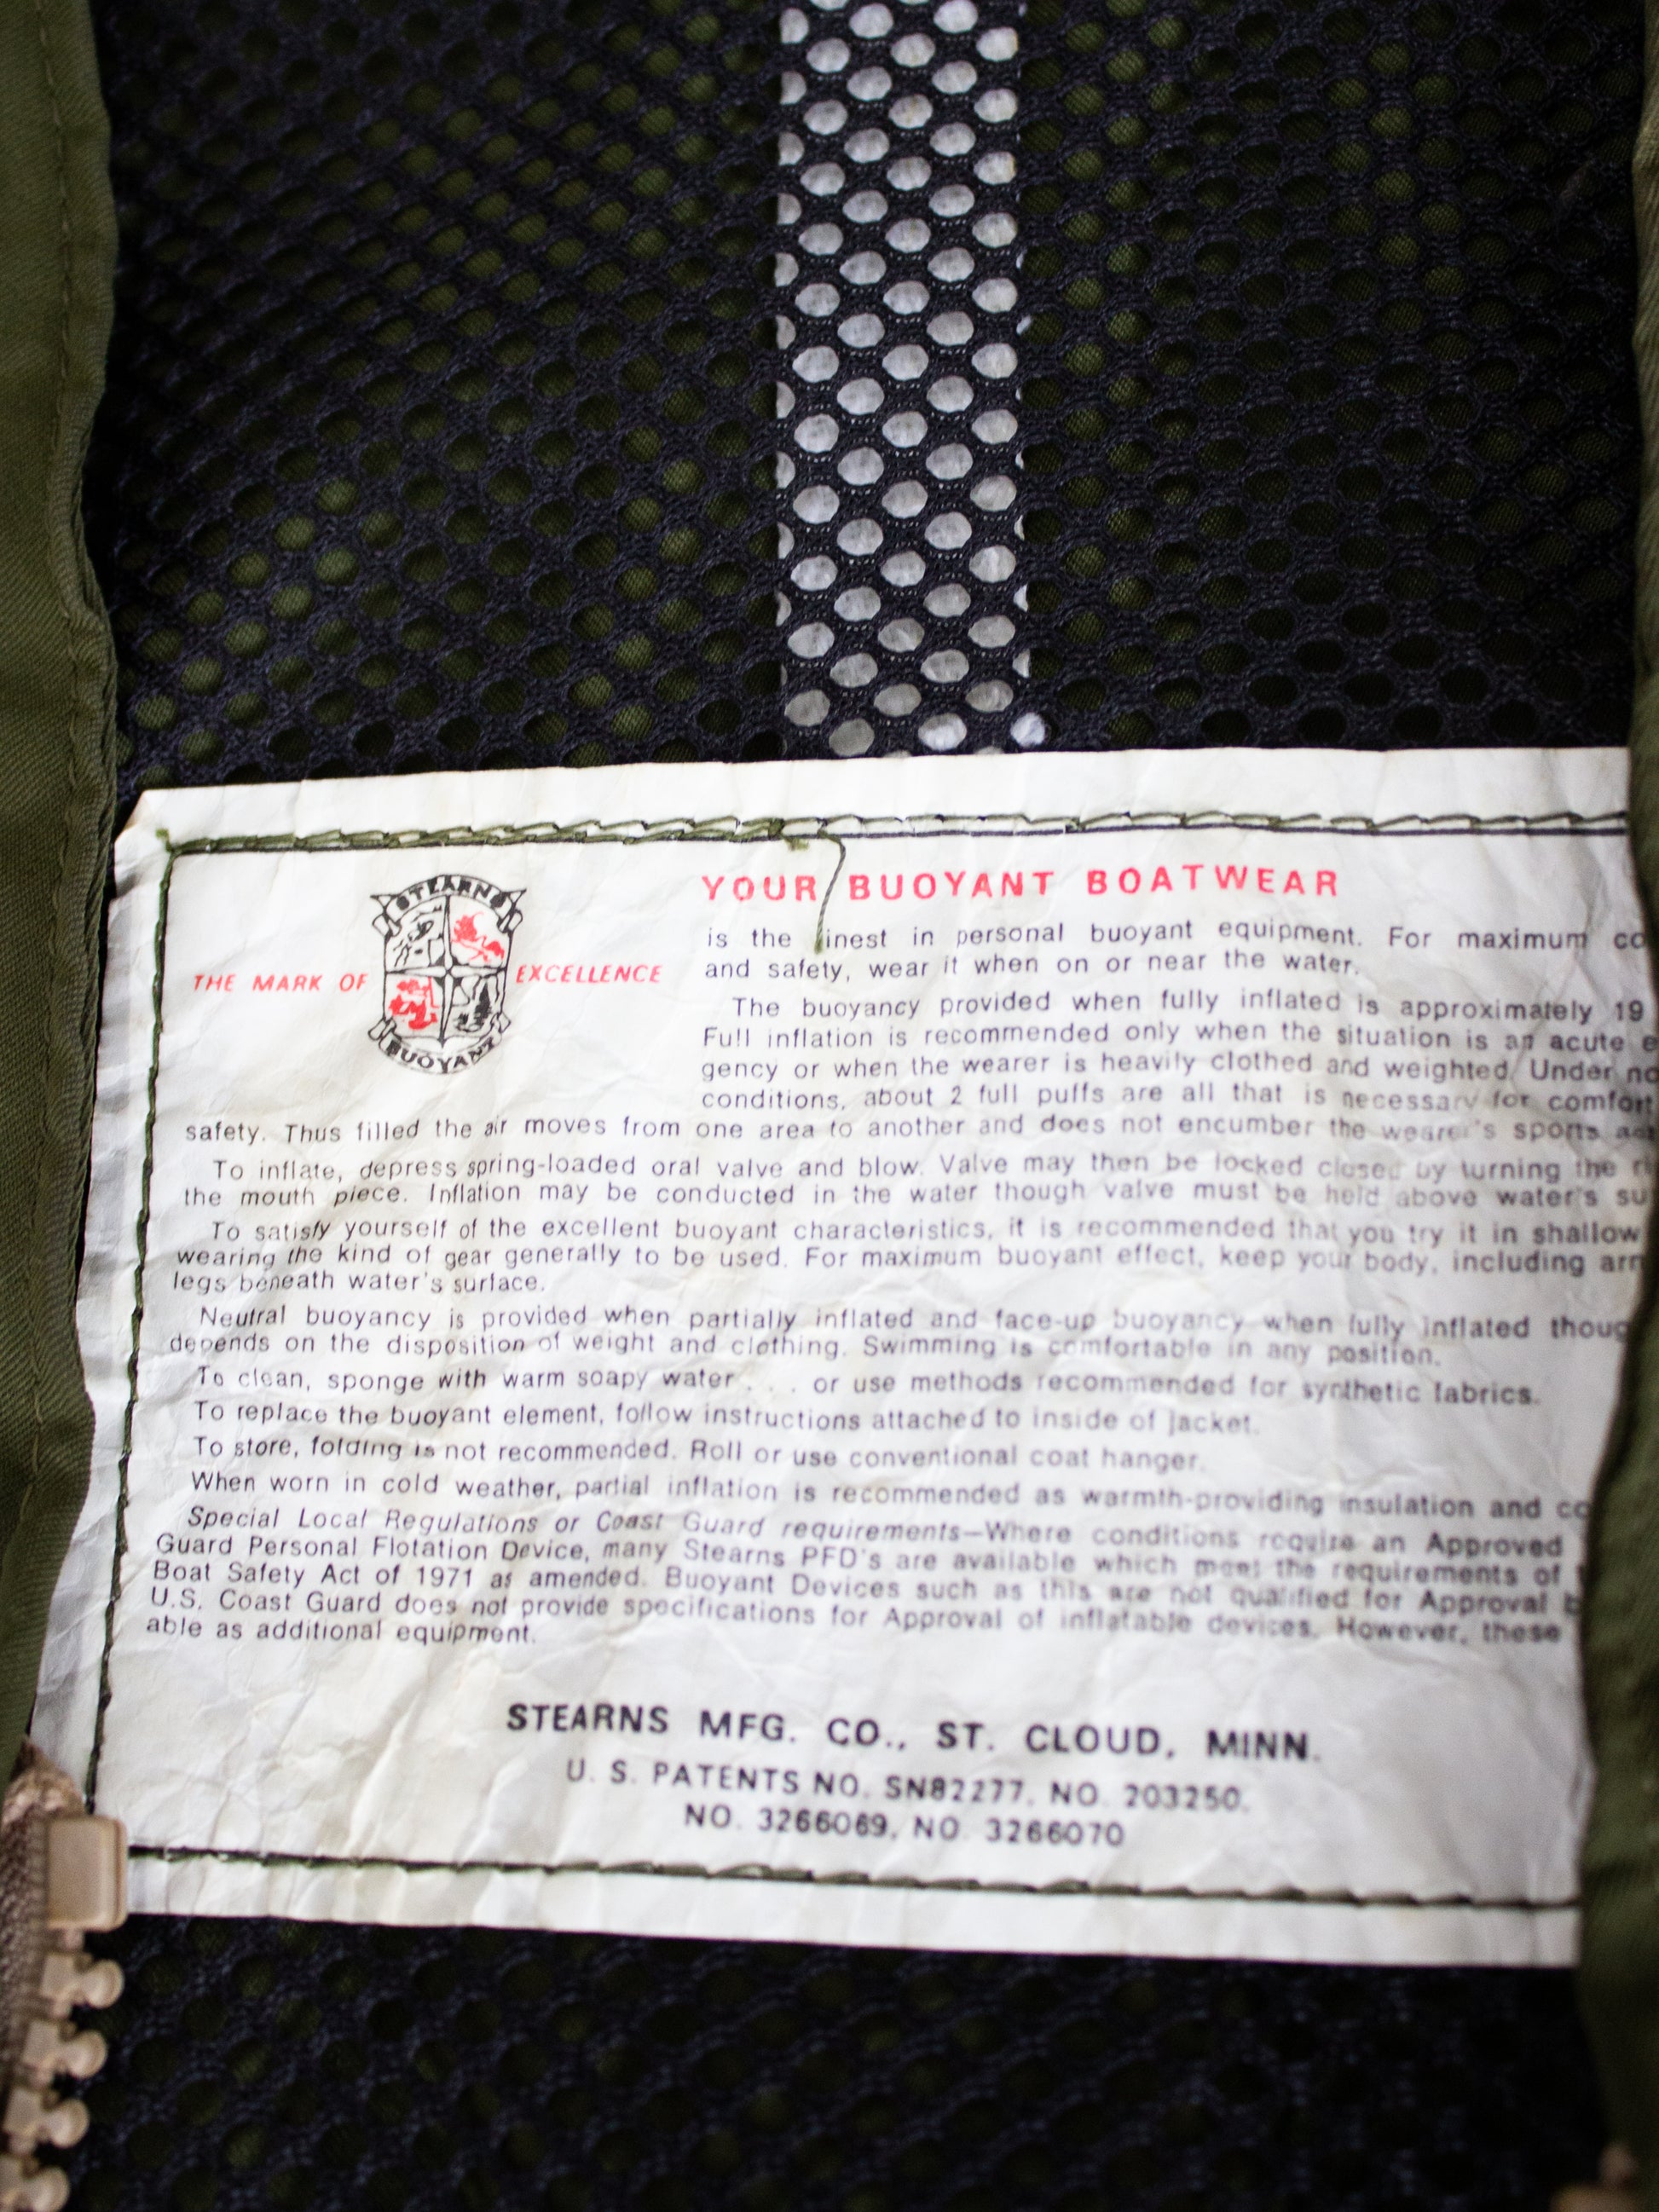 STEARNS
THE MARK OF EXCELLENCE
BUOYANT
YOUR BUOYANT BOATWEAR
is the inest in personal buoyant equipment. For maximum co
and safety, wear it when on or near the water.
The buoyancy provided when fully inflated is approximately 19
Full inflation is recommended only when the situation is an acute e
gency or when the wearer is heavily clothed and weighted. Under no
conditions, about 2 full puffs are all that is necessary for comfort
safety. Thus filled the air moves from one area to another and does not encumber the wearer's sports
To inflate, depress spring-loaded oral valve and blow. Valve may then be locked closed by turning the
the mouth piece. Inflation may be conducted in the water though valve must be held above water's su
To satisfy yourself of the excellent buoyant characteristics, it is recommended that you try it in shallow
wearing the kind of gear generally to be used. For maximum buoyant effect, keep your body, including arm
legs beneath water's surface.
Neutral buoyancy is provided when partially inflated and face-up buoyancy when fully inflated thoug
depends on the disposition of weight and clothing. Swimming is comfortable in any position.
To clean, sponge with warm soapy water . . . or use methods recommended for synthetic fabrics.
To replace the buoyant element, follow instructions attached to inside of jacket.
To store, folding is not recommended. Roll or use conventional coat hanger.
When worn in cold weather, partial inflation is recommended as warmth-providing insulation and co
Special Local Regulations or Coast Guard requirements—Where conditions require an Approved
Guard Personal Flotation Device, many Stearns PFD's are available which meet the requirements of
Boat Safety Act of 1971 as amended. Buoyant Devices such as this are not qualified for Approval b
U.S. Coast Guard does not provide specifications for Approval of inflatable devices. However, these
able as additional equipment.
STEARNS MFG. CO., ST. CLOUD, MINN.
U. S. PATENTS NO. SN82277, NO. 203250,
NO. 3266069, NO. 3266070